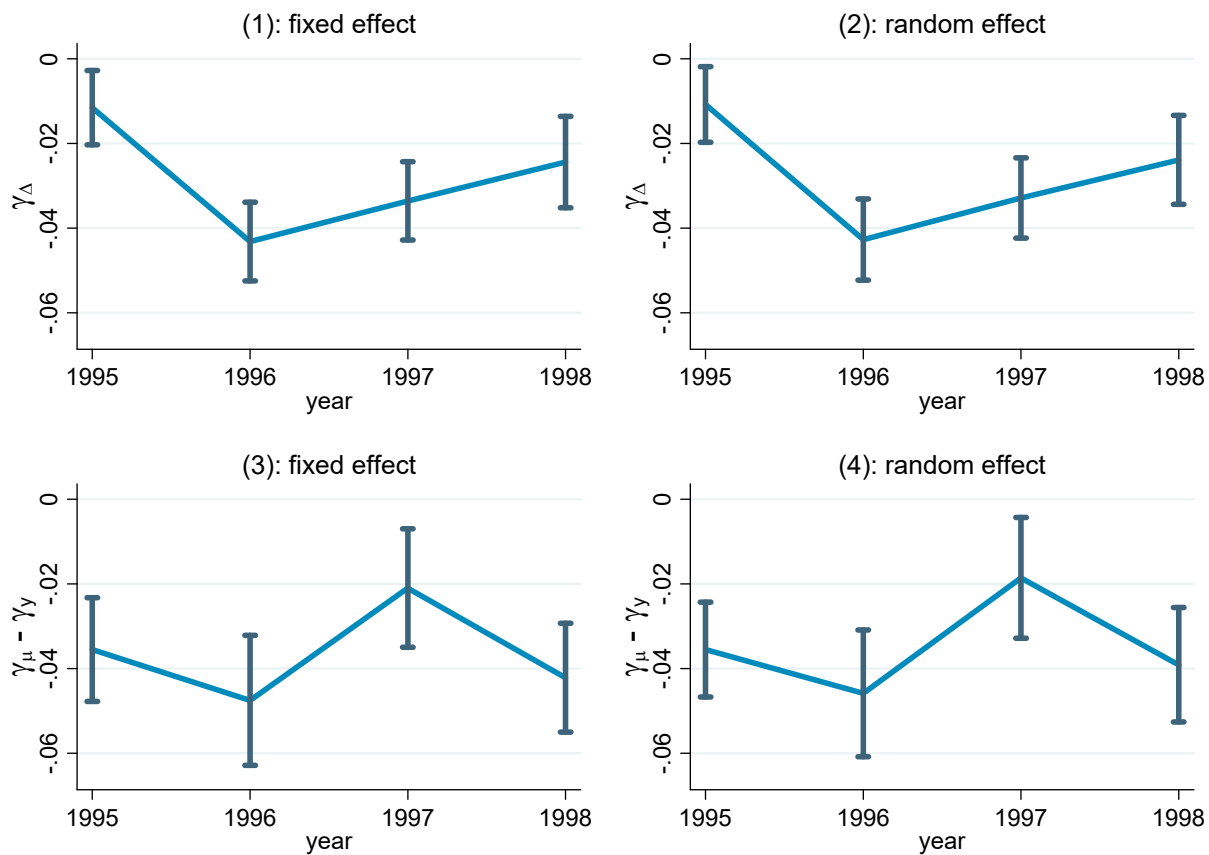 (1): fixed effect
0
-.02
-.04
-.06
γΔ
1995 1996 1997 1998
year
(2): random effect
0
-.02
-.04
-.06
γΔ
1995 1996 1997 1998
year
(3): fixed effect
0
-.02
-.04
-.06
γμ - γy
1995 1996 1997 1998
year
(4): random effect
0
-.02
-.04
-.06
γμ - γy
1995 1996 1997 1998
year